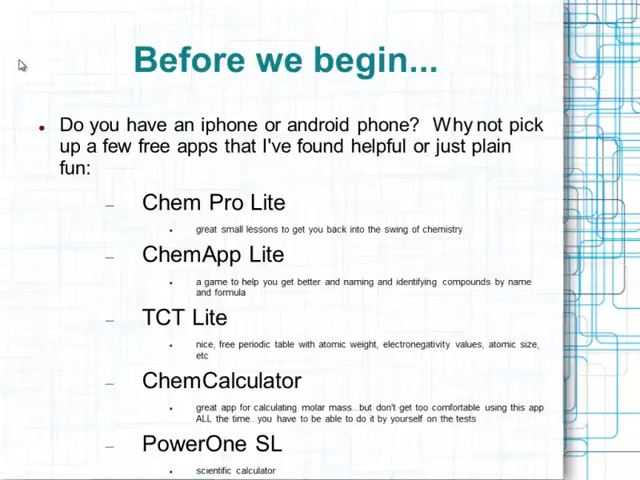 Before we begin...
Do you have an iphone or android phone? Why not pick
up a few free apps that I've found helpful or just plain
fun:
Chem Pro Lite
great small lessons to get you back into the swing of chemistry
ChemApp Lite
a game to help you get better and naming and identifying compounds by name
and formula
TCT Lite
nice, free periodic table with atomic weight, electronegativity values, atomic size,
etc
ChemCalculator
great app for calculating molar mass...but don't get too comfortable using this app
ALL the time...you have to be able to do it by yourself on the tests
PowerOne SL
scientific calculator